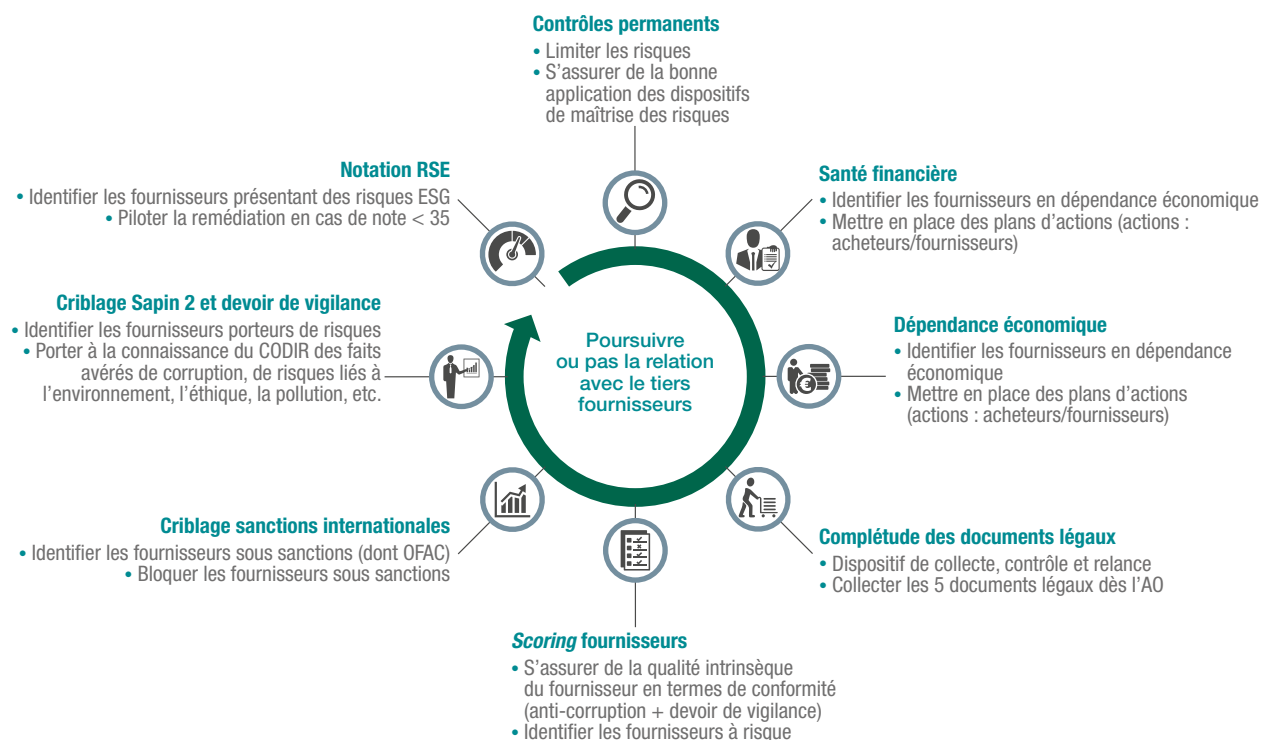 Contrôles permanents
• Limiter les risques
• S’assurer de la bonne
application des dispositifs
de maîtrise des risques
Notation RSE
• Identifier les fournisseurs présentant des risques ESG
• Piloter la remédiation en cas de note < 35
Santé financière
• Identifier les fournisseurs en dépendance économique
• Mettre en place des plans d’actions (actions :
acheteurs/fournisseurs)
Criblage Sapin 2 et devoir de vigilance
• Identifier les fournisseurs porteurs de risques
• Porter à la connaissance du CODIR des faits
avérés de corruption, de risques liés à
l’environnement, l’éthique, la pollution, etc.
Poursuivre
ou pas la relation
avec le tiers
fournisseurs
Dépendance économique
• Identifier les fournisseurs en dépendance
économique
• Mettre en place des plans d’actions
(actions : acheteurs/fournisseurs)
Criblage sanctions internationales
• Identifier les fournisseurs sous sanctions (dont OFAC)
• Bloquer les fournisseurs sous sanctions
Complétude des documents légaux
• Dispositif de collecte, contrôle et relance
• Collecter les 5 documents légaux dès l’AO
Scoring fournisseurs
• S’assurer de la qualité intrinsèque
du fournisseur en termes de conformité
(anti-corruption + devoir de vigilance)
• Identifier les fournisseurs à risque